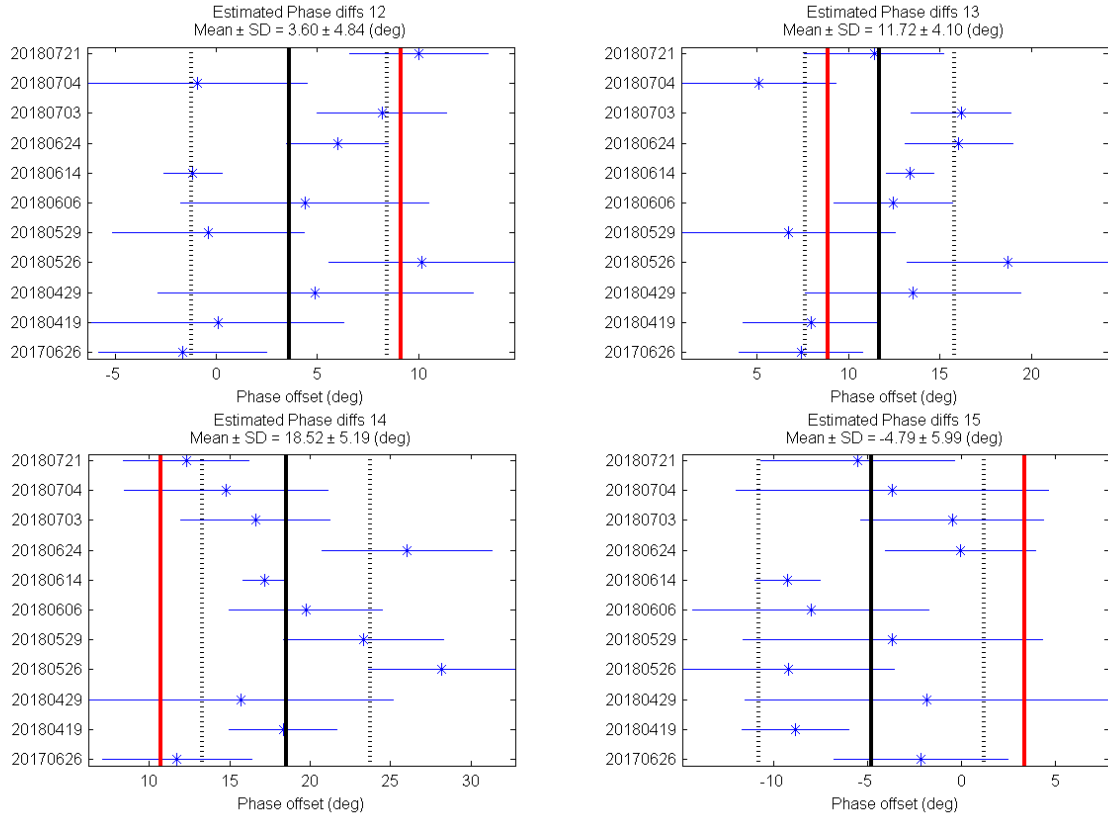 Estimated Phase diffs 12
Mean ± SD = 3.60 ± 4.84 (deg)
20180721
20180704
20180703
20180624
20180614
20180606
20180529
20180526
20180429
20180419
20170626
-5 0 5 10
Phase offset (deg)
Estimated Phase diffs 13
Mean ± SD = 11.72 ± 4.10 (deg)
20180721
20180704
20180703
20180624
20180614
20180606
20180529
20180526
20180429
20180419
20170626
5 10 15 20
Phase offset (deg)
Estimated Phase diffs 14
Mean ± SD = 18.52 ± 5.19 (deg)
20180721
20180704
20180703
20180624
20180614
20180606
20180529
20180526
20180429
20180419
20170626
10 15 20 25 30
Phase offset (deg)
Estimated Phase diffs 15
Mean ± SD = -4.79 ± 5.99 (deg)
20180721
20180704
20180703
20180624
20180614
20180606
20180529
20180526
20180429
20180419
20170626
-10 -5 0 5
Phase offset (deg)